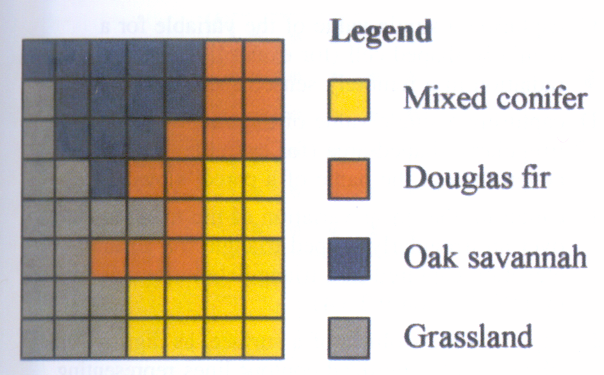 Legend
Mixed conifer
Douglas fir
Oak savannah
Grassland